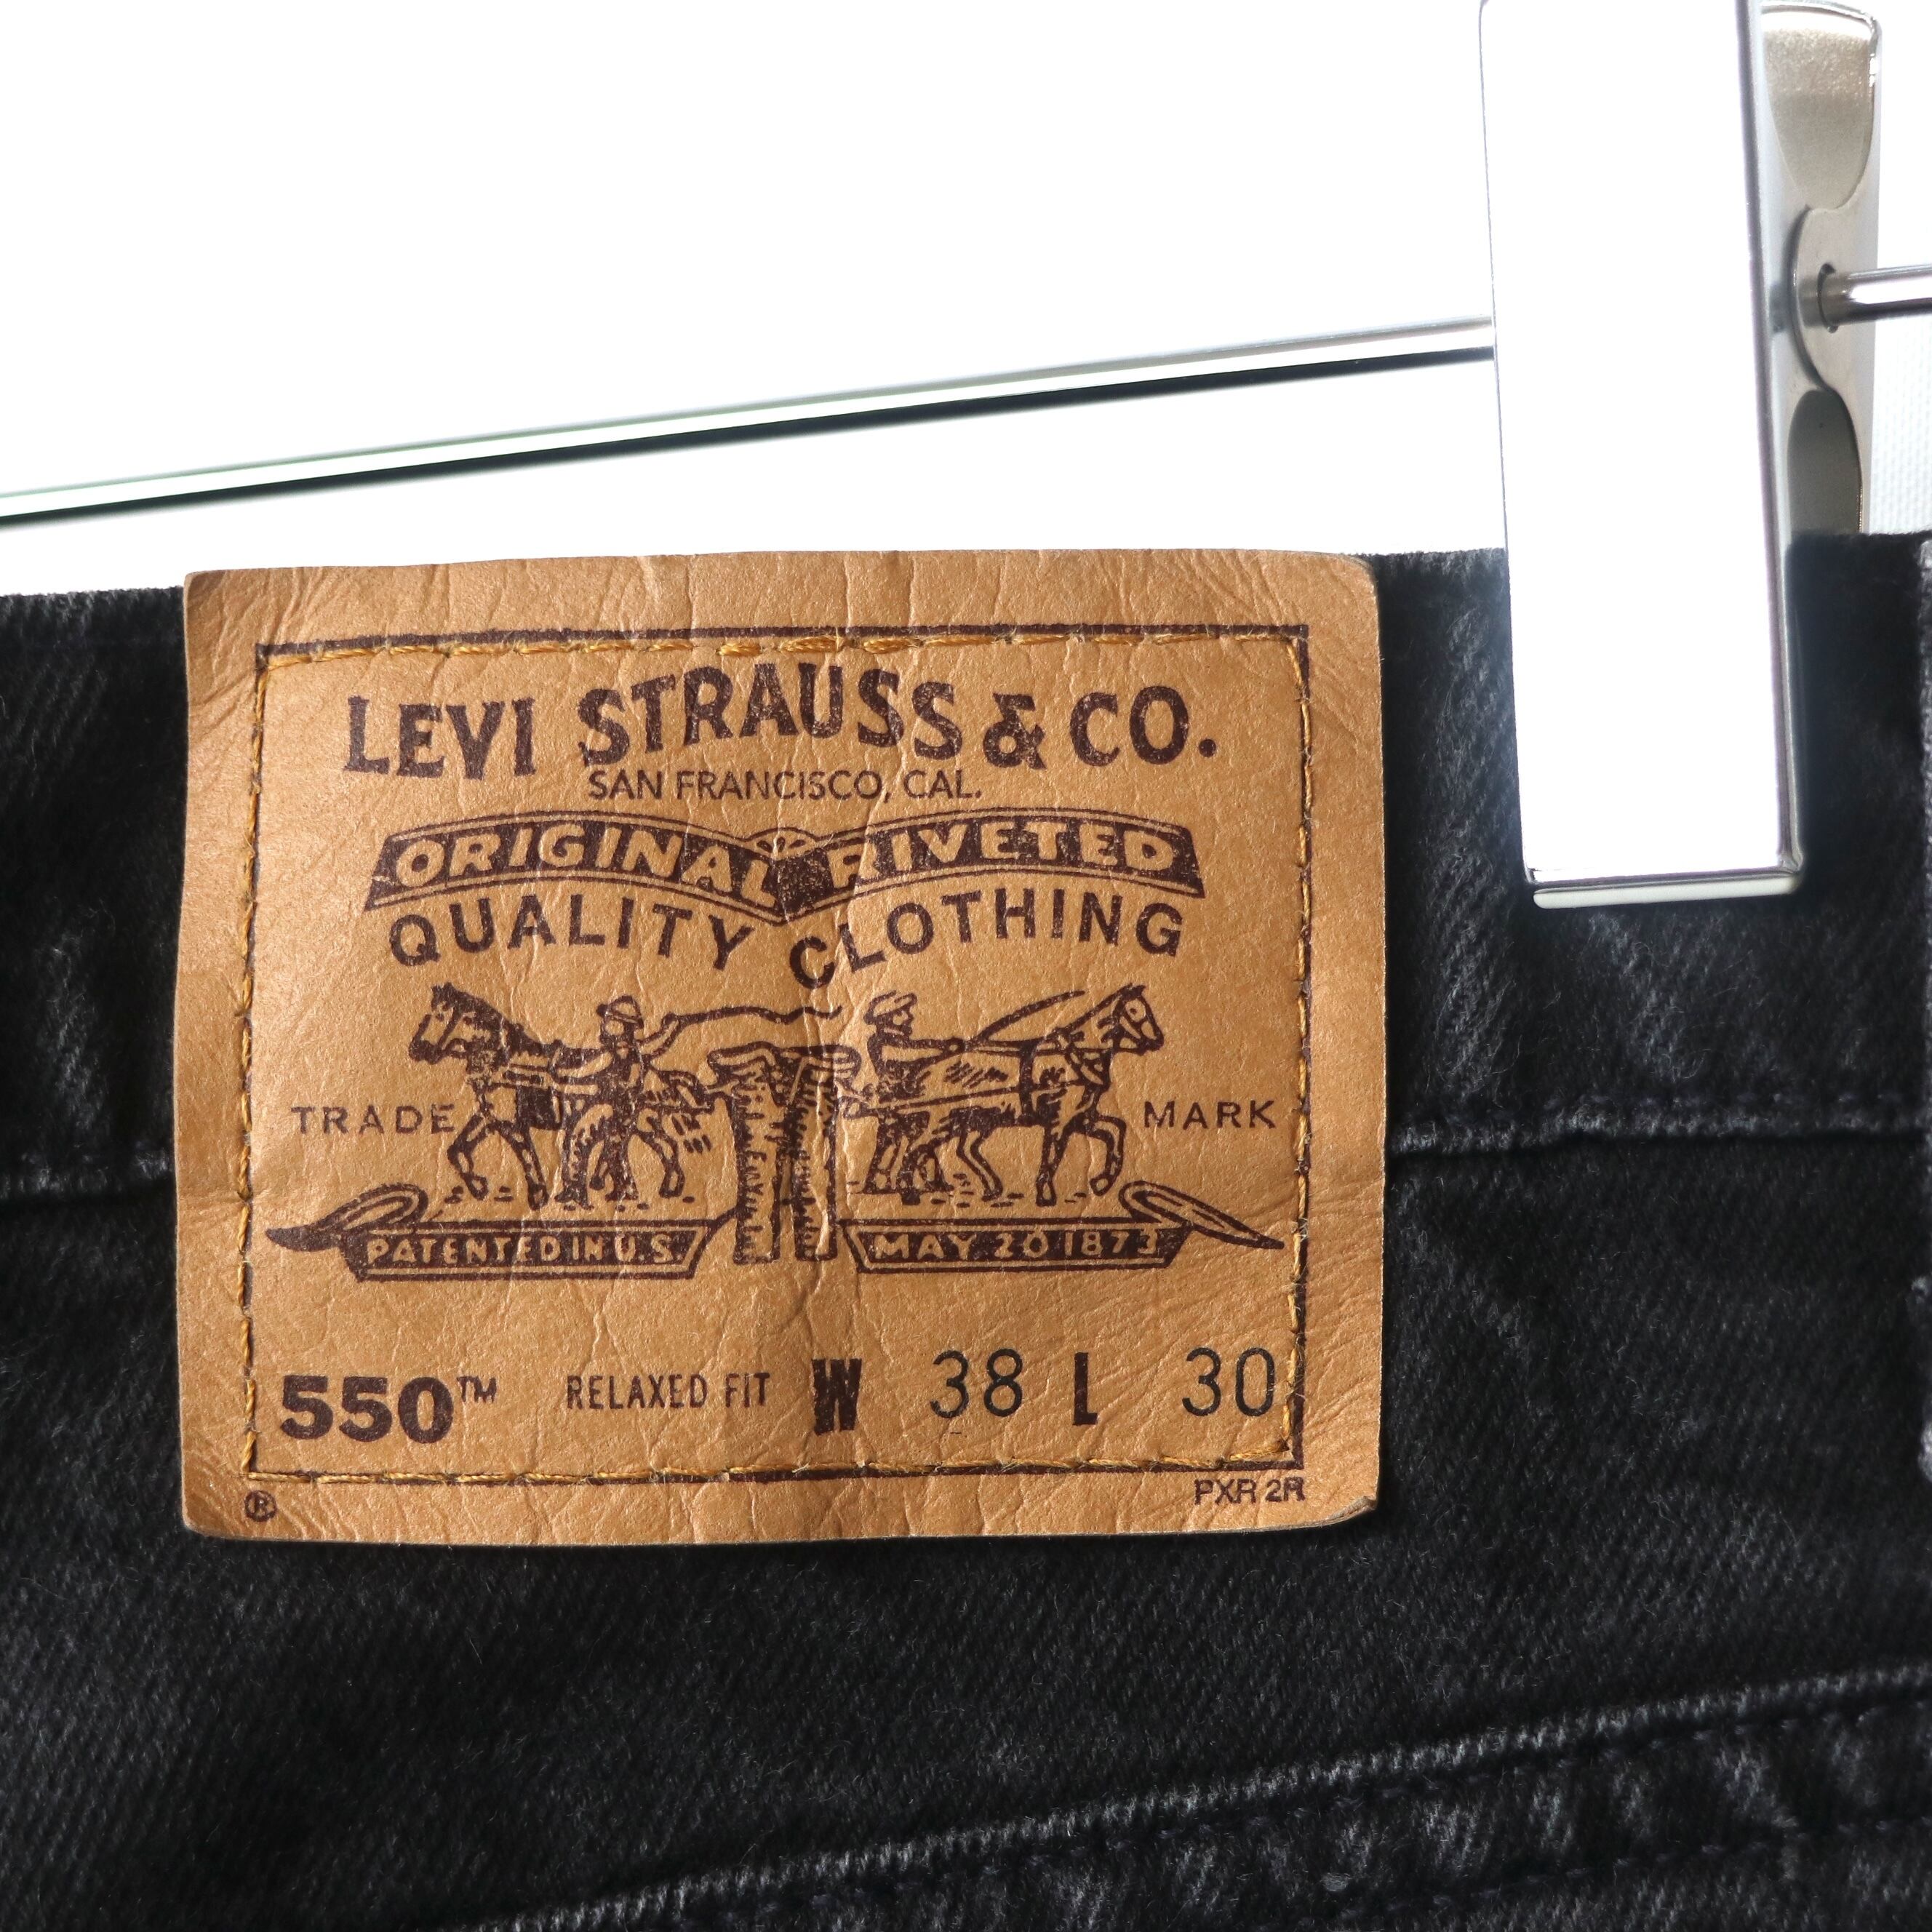 LEVI STRAUSS & CO.
SAN FRANCISCO, CAL.
ORIGINAL RIVETED
QUALITY CLOTHING
TRADE MARK
PATENTED IN U.S. MAY 20 1873
550™ RELAXED FIT W 38 L 30
® PXR 2R